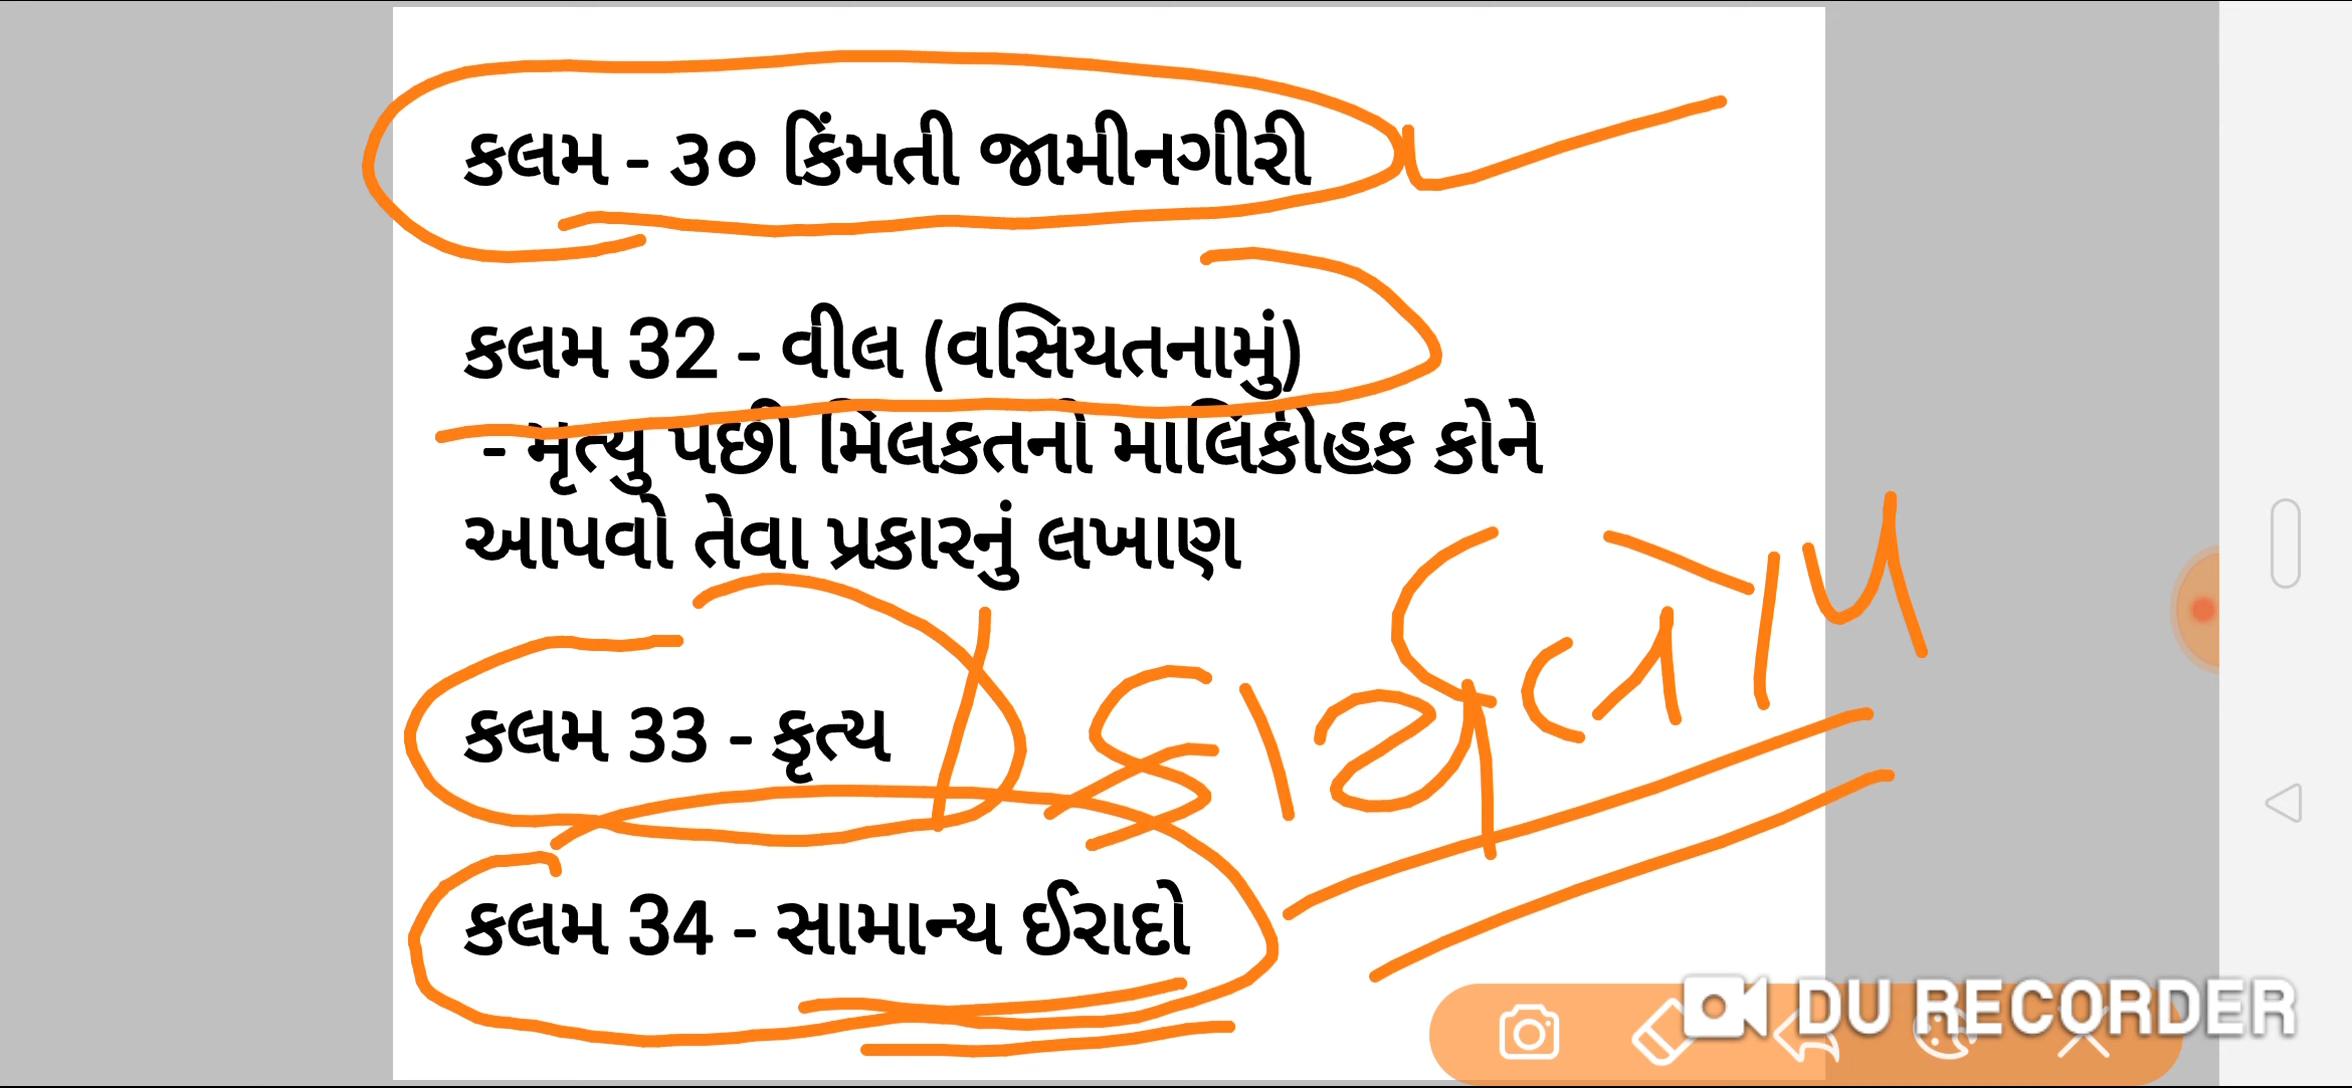 કલમ - ૩૦ કિંમતી જામીનગીરી
કલમ 32 - વીલ (વસિયતનામું)
- મૃત્યુ પછી મિલકતનો માલિકીહક કોને
આપવો તેવા પ્રકારનું લખાણ
કલમ 33 - કૃત્ય
કલમ 34 - સામાન્ય ઈરાદો
DU RECORDER